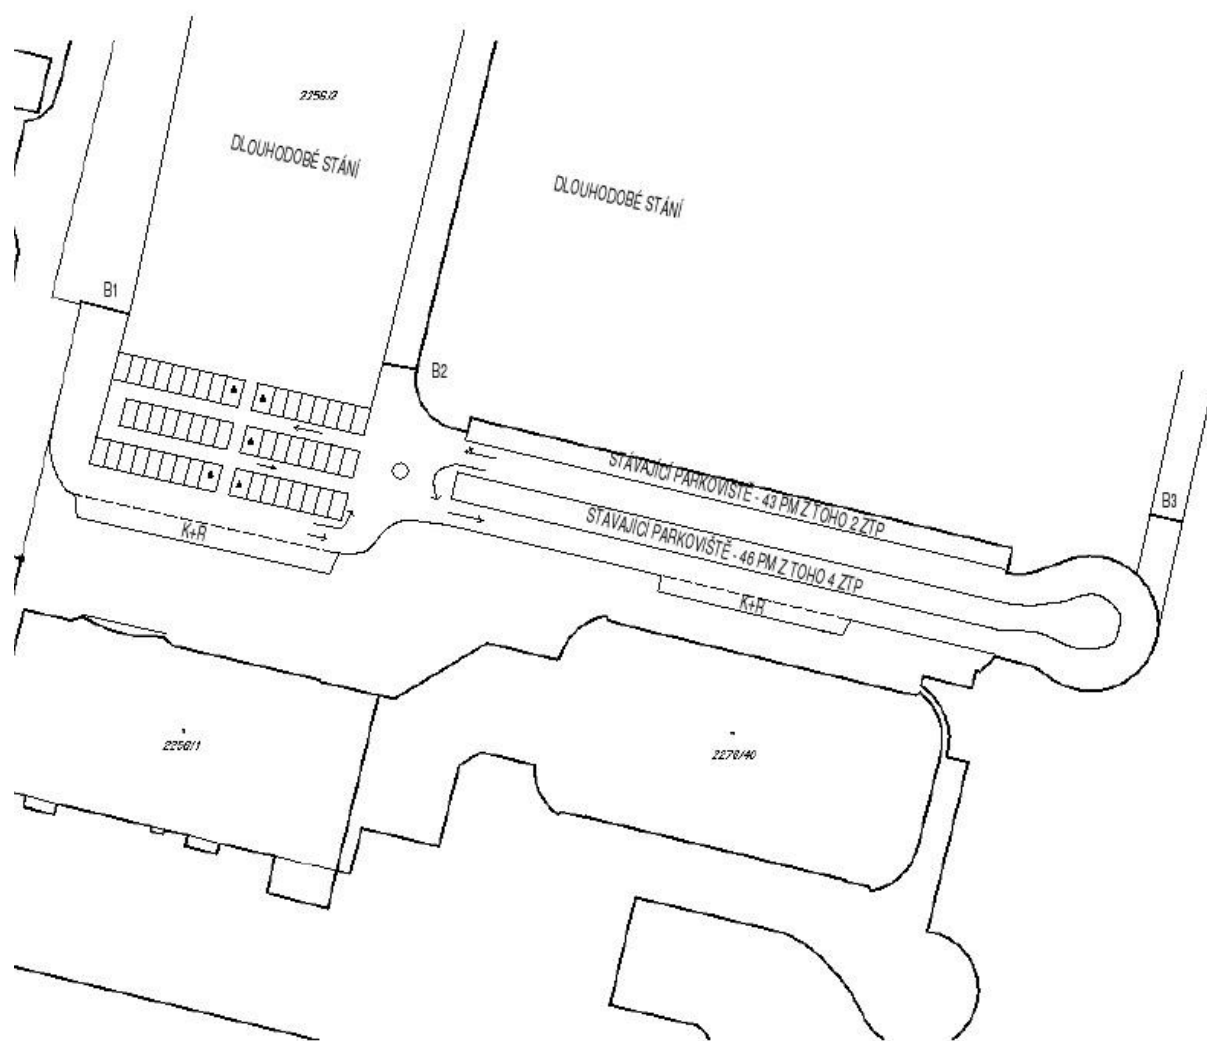 2256/2
DLOUHODOBÉ STÁNÍ
DLOUHODOBÉ STÁNÍ
B1
B2
STÁVAJÍCÍ PARKOVIŠTĚ - 43 PM Z TOHO 2 ZTP
B3
STÁVAJÍCÍ PARKOVIŠTĚ - 46 PM Z TOHO 4 ZTP
K+R
K+R
2256/1
2276/40